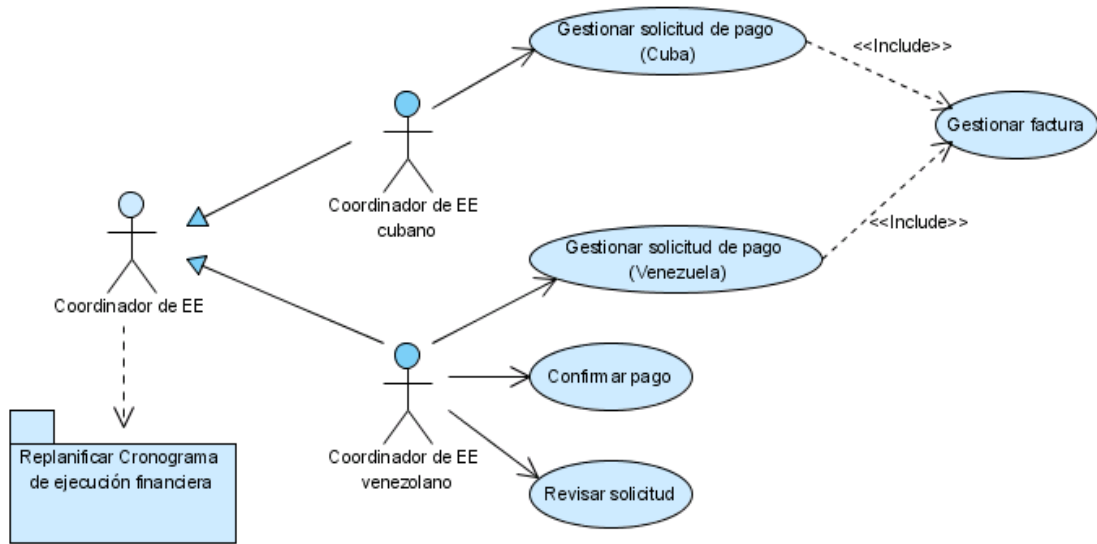 Gestionar solicitud de pago
(Cuba)
<<Include>>
Gestionar factura
Coordinador de EE
cubano
<<Include>>
Gestionar solicitud de pago
(Venezuela)
Coordinador de EE
Confirmar pago
Coordinador de EE
venezolano
Replanificar Cronograma
de ejecución financiera
Revisar solicitud